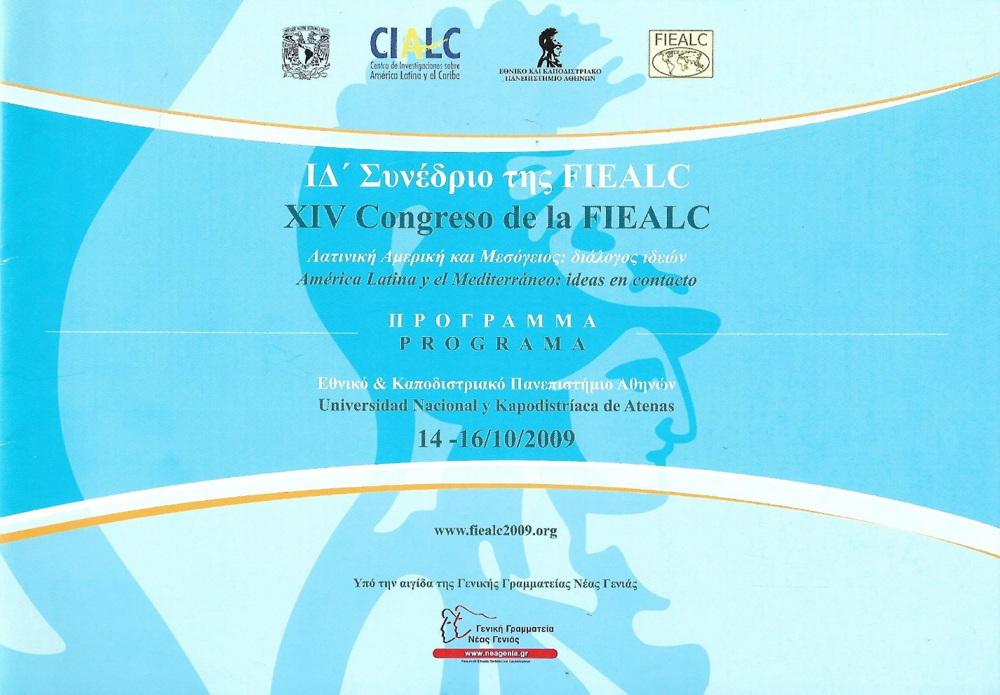 CIALC
Centro de Investigaciones sobre
América Latina y el Caribe
ΕΘΝΙΚΟ ΚΑΙ ΚΑΠΟΔΙΣΤΡΙΑΚΟ
ΠΑΝΕΠΙΣΤΗΜΙΟ ΑΘΗΝΩΝ
FIEALC
ΙΔ΄ Συνέδριο της FIEALC
XIV Congreso de la FIEALC
Λατινική Αμερική και Μεσόγειος: διάλογος ιδεών
América Latina y el Mediterráneo: ideas en contacto
ΠΡΟΓΡΑΜΜΑ
PROGRAMA
Εθνικό & Καποδιστριακό Πανεπιστήμιο Αθηνών
Universidad Nacional y Kapodistríaca de Atenas
14 -16/10/2009
www.fiealc2009.org
Υπό την αιγίδα της Γενικής Γραμματείας Νέας Γενιάς
Γενική Γραμματεία
Νέας Γενιάς
www.neagenia.gr